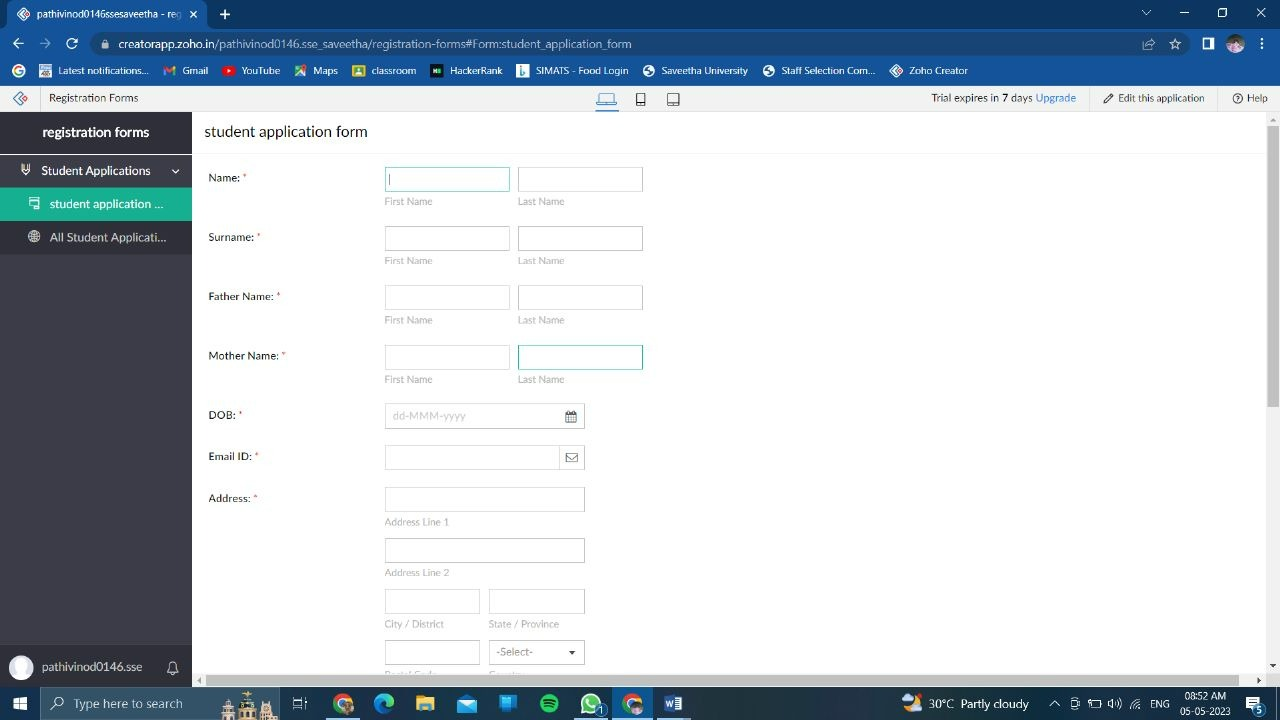 pathivinod0146ssesaveetha - reg
creatorapp.zoho.in/pathivinod0146.sse_saveetha/registration-forms#Form:student_application_form
Latest notifications... Gmail YouTube Maps classroom HackerRank SIMATS - Food Login Saveetha University Staff Selection Com... Zoho Creator
Registration Forms Trial expires in 7 days Upgrade Edit this application Help
registration forms
Student Applications
student application ...
All Student Applicati...
student application form
Name: *
First Name Last Name
Surname: *
First Name Last Name
Father Name: *
First Name Last Name
Mother Name: *
First Name Last Name
DOB: * dd-MMM-yyyy
Email ID: *
Address: *
Address Line 1
Address Line 2
City / District State / Province
-Select-
pathivinod0146.sse
Type here to search
30°C Partly cloudy ENG
08:52 AM
05-05-2023
5